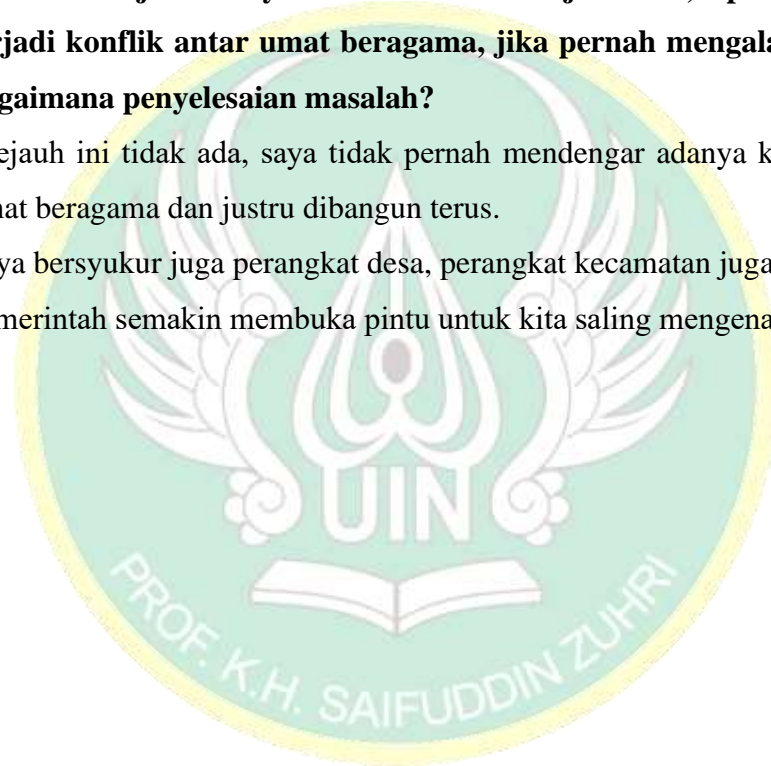 rjadi konflik antar umat beragama, jika pernah mengala
gaimana penyelesaian masalah?
ejauh ini tidak ada, saya tidak pernah mendengar adanya k
nat beragama dan justru dibangun terus.
ya bersyukur juga perangkat desa, perangkat kecamatan juga
merintah semakin membuka pintu untuk kita saling mengena
UIN
PROF. K.H. SAIFUDDIN ZUHRI